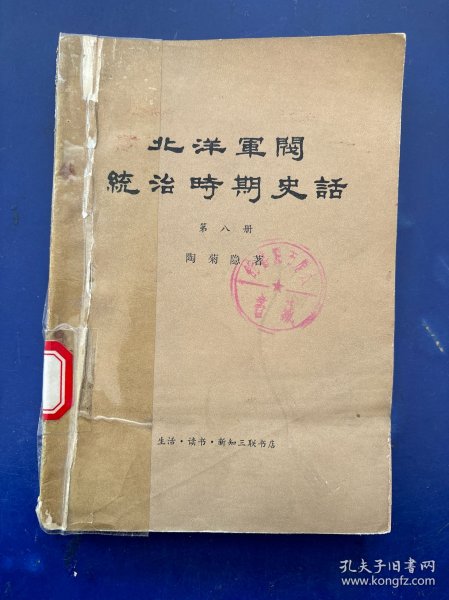 北洋軍閥
統治時期史話
第八册
陶菊隐著
生活·读书·新知三联书店
孔夫子旧书网
www.kongfz.com